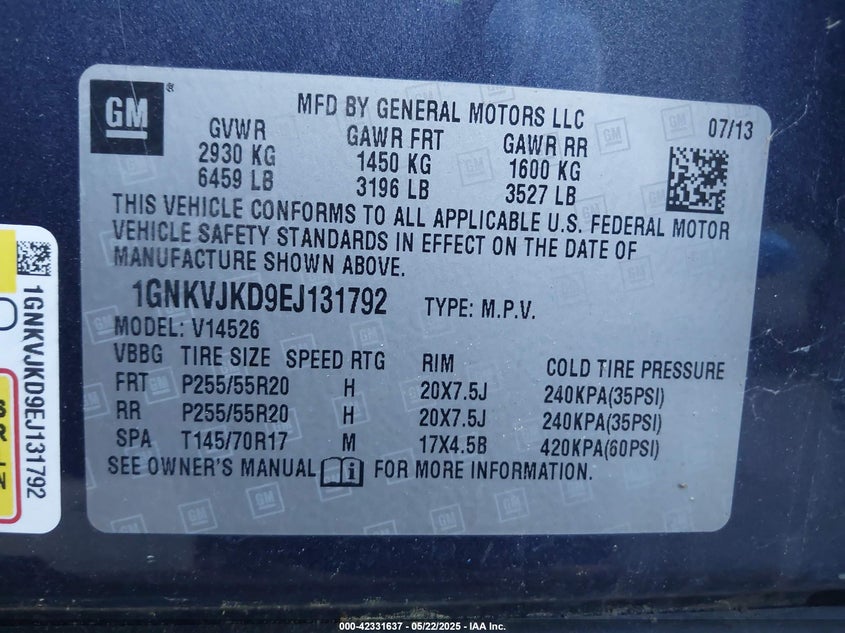 GM ®
MFD BY GENERAL MOTORS LLC
07/13
GVWR GAWR FRT GAWR RR
2930 KG 1450 KG 1600 KG
6459 LB 3196 LB 3527 LB
THIS VEHICLE CONFORMS TO ALL APPLICABLE U.S. FEDERAL MOTOR
VEHICLE SAFETY STANDARDS IN EFFECT ON THE DATE OF
MANUFACTURE SHOWN ABOVE.
1GNKVJKD9EJ131792 TYPE: M.P.V.
MODEL: V14526
VBBG TIRE SIZE SPEED RTG RIM COLD TIRE PRESSURE
FRT P255/55R20 H 20X7.5J 240KPA(35PSI)
RR P255/55R20 H 20X7.5J 240KPA(35PSI)
SPA T145/70R17 M 17X4.5B 420KPA(60PSI)
SEE OWNER'S MANUAL i FOR MORE INFORMATION.
1GNKVJKD9EJ131792
000-42331637 - 05/22/2025 - IAA Inc.